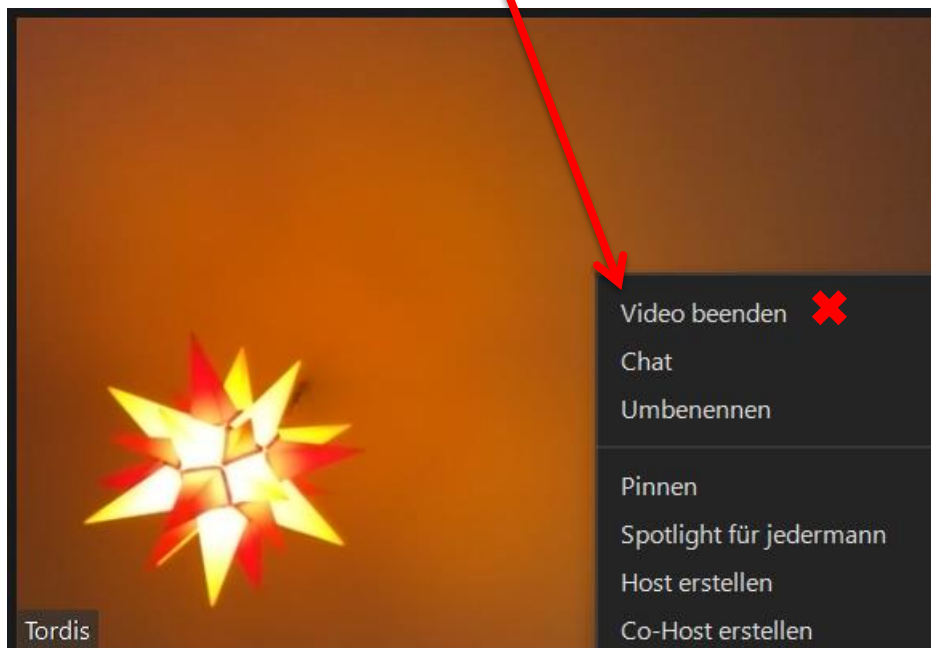 Video beenden
Chat
Umbenennen
Pinnen
Spotlight für jedermann
Host erstellen
Co-Host erstellen
Tordis